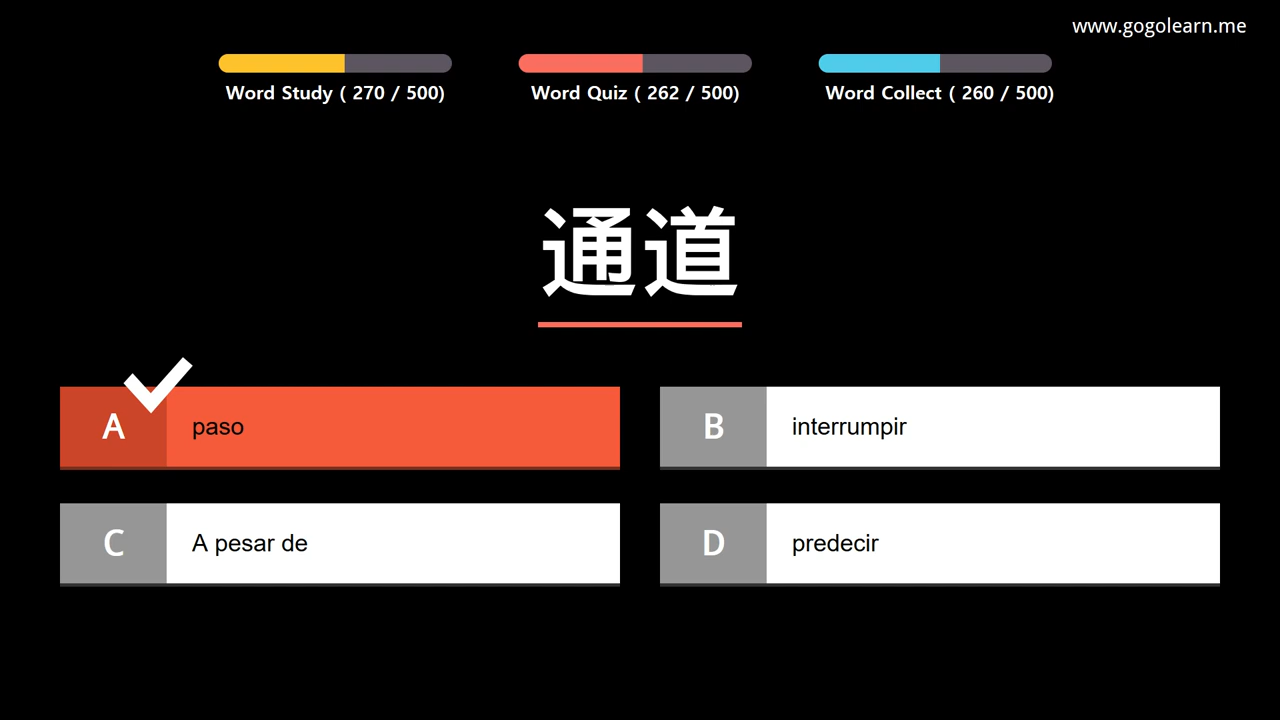 www.gogolearn.me
Word Study ( 270 / 500)
Word Quiz ( 262 / 500)
Word Collect ( 260 / 500)
通道
A paso
B interrumpir
C A pesar de
D predecir